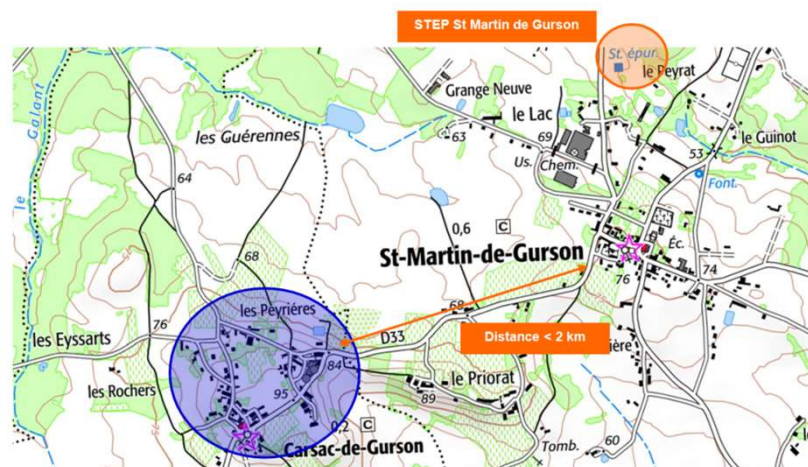 STEP St Martin de Gurson
St. épur.
le Peyrat
Grange Neuve
le Lac
le Galant
les Guérennes
63
69
Us. Chem.
53
le Guinot
Font.
64
0,6
C
Éc.
St-Martin-de-Gurson
76
74
68
les Peyrières
68
D33
Distance < 2 km
76
les Eyssarts
84
les Rochers
95
le Priorat
89
0,2
C
Carsac-de-Gurson
Tomb.
60